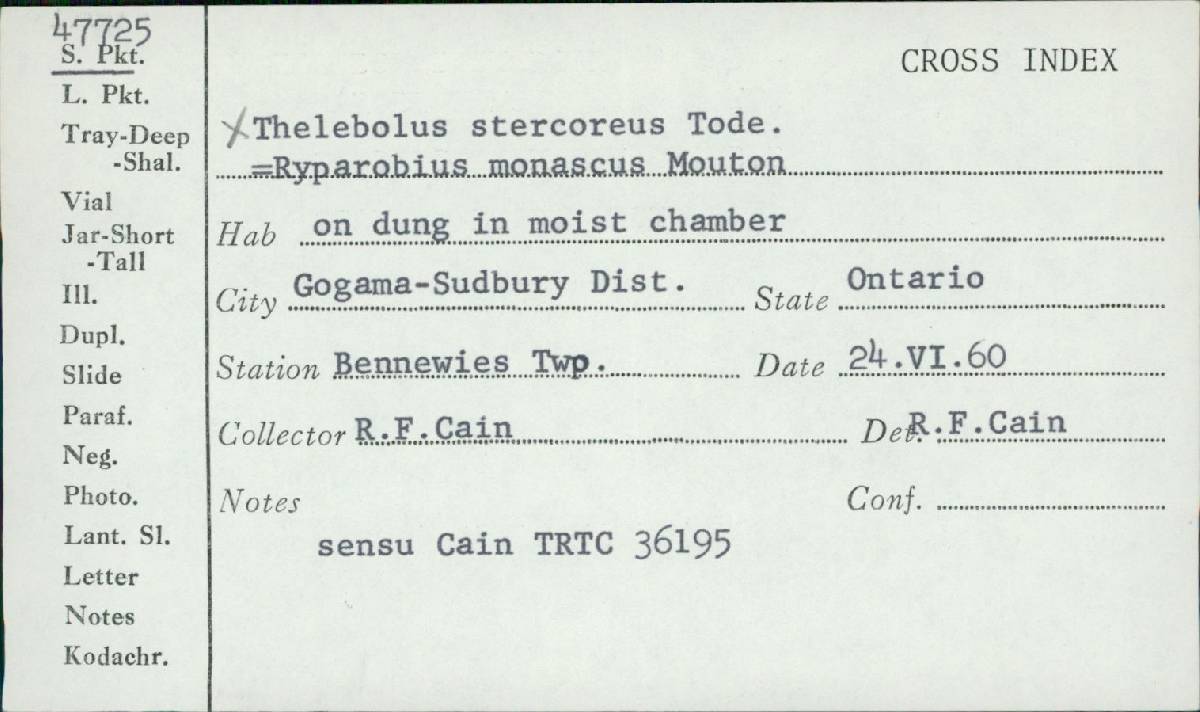 47725
S. Pkt.
L. Pkt.
Tray-Deep
-Shal.
Vial
Jar-Short
-Tall
Ill.
Dupl.
Slide
Paraf.
Neg.
Photo.
Lant. Sl.
Letter
Notes
Kodachr.
CROSS INDEX
Thelebolus stercoreus Tode.
=Ryparobius monascus Mouton
Hab on dung in moist chamber
City Gogama-Sudbury Dist. State Ontario
Station Bennewies Twp. Date 24.VI.60
Collector R.F.Cain Det. R.F.Cain
Notes Conf.
sensu Cain TRTC 36195